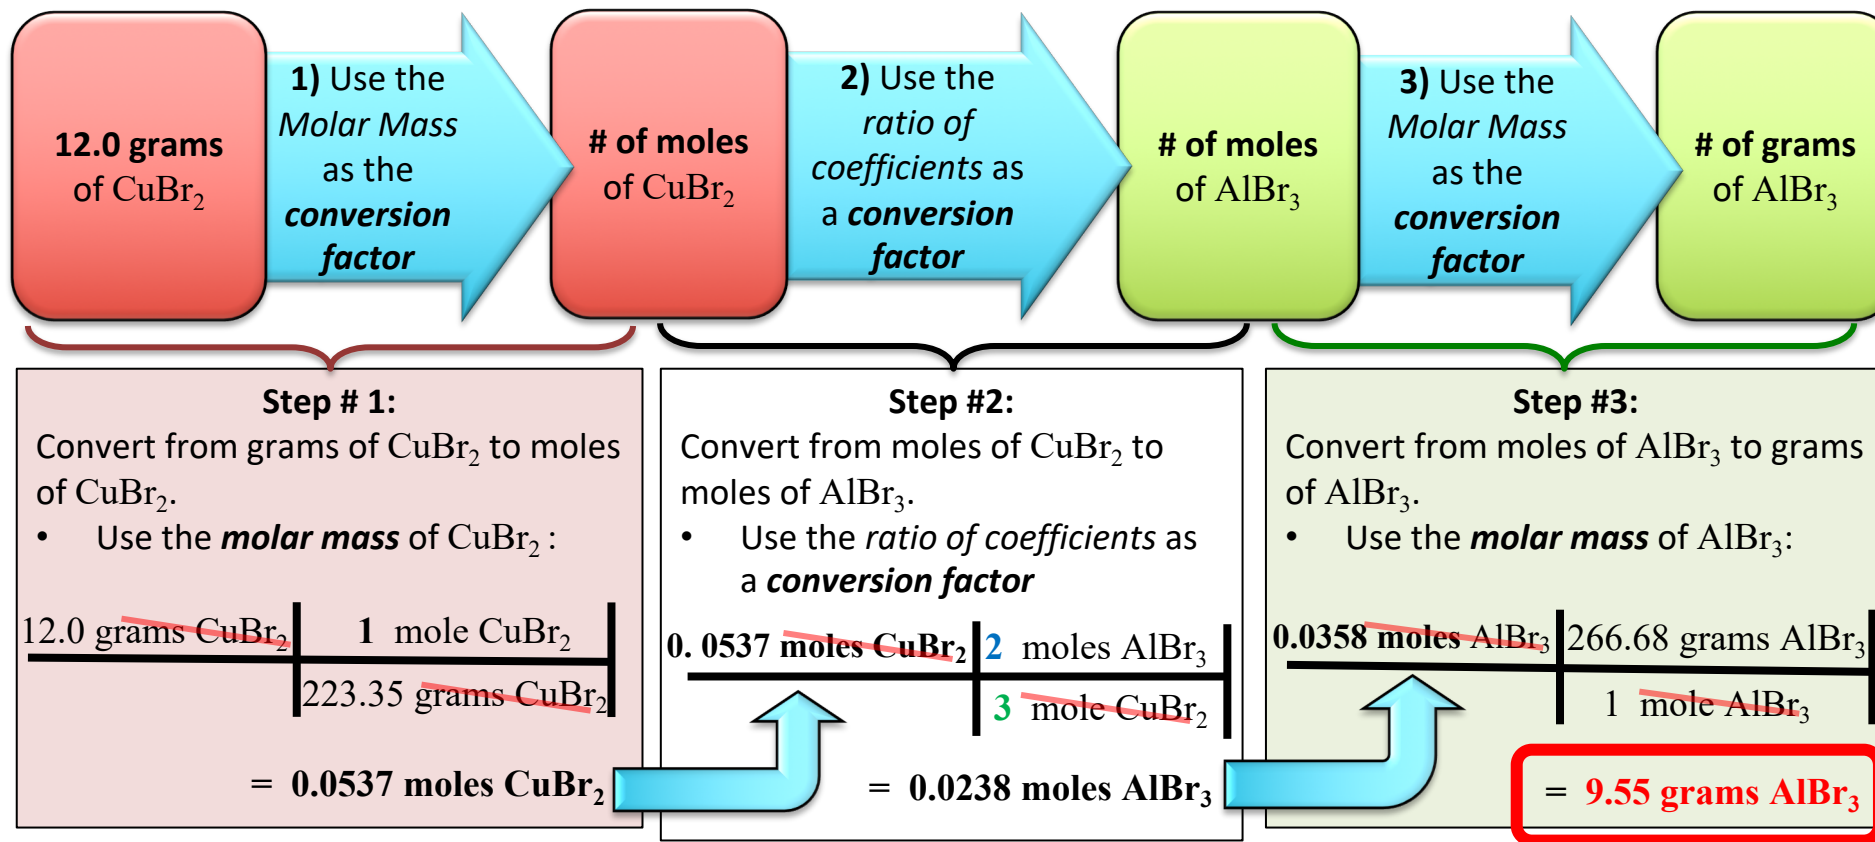 12.0 grams
of CuBr₂
1) Use the
Molar Mass
as the
conversion
factor
# of moles
of CuBr₂
2) Use the
ratio of
coefficients as
a conversion
factor
# of moles
of AlBr₃
3) Use the
Molar Mass
as the
conversion
factor
# of grams
of AlBr₃
Step # 1:
Convert from grams of CuBr₂ to moles
of CuBr₂.
• Use the molar mass of CuBr₂ :
12.0 grams CuBr₂ 1 mole CuBr₂
223.35 grams CuBr₂
= 0.0537 moles CuBr₂
Step #2:
Convert from moles of CuBr₂ to
moles of AlBr₃.
• Use the ratio of coefficients as
a conversion factor
0. 0537 moles CuBr₂ 2 moles AlBr₃
3 mole CuBr₂
= 0.0238 moles AlBr₃
Step #3:
Convert from moles of AlBr₃ to grams
of AlBr₃.
• Use the molar mass of AlBr₃:
0.0358 moles AlBr₃ 266.68 grams AlBr₃
1 mole AlBr₃
= 9.55 grams AlBr₃